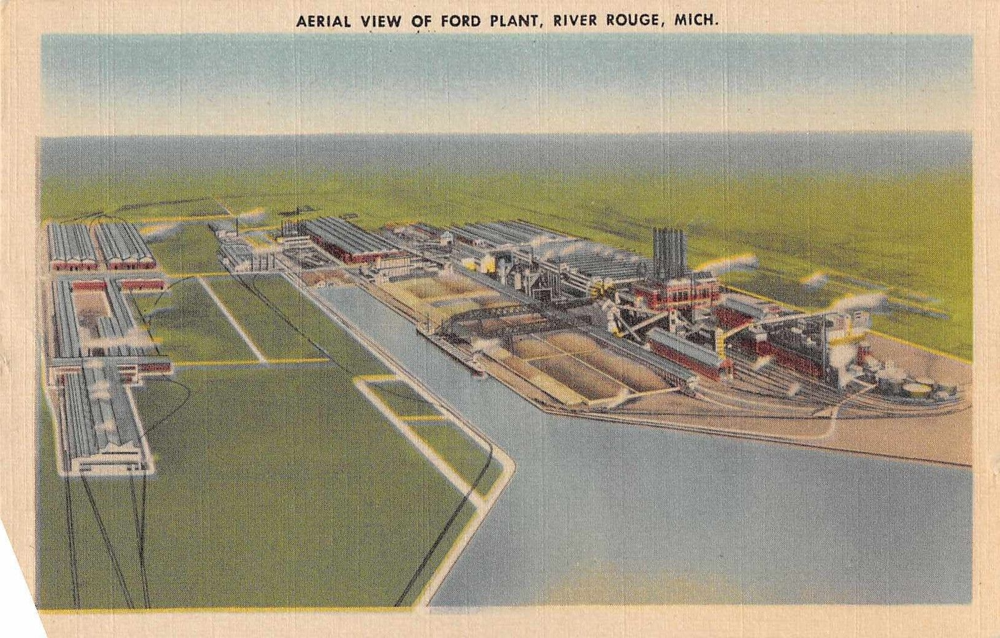 AERIAL VIEW OF FORD PLANT, RIVER ROUGE, MICH.